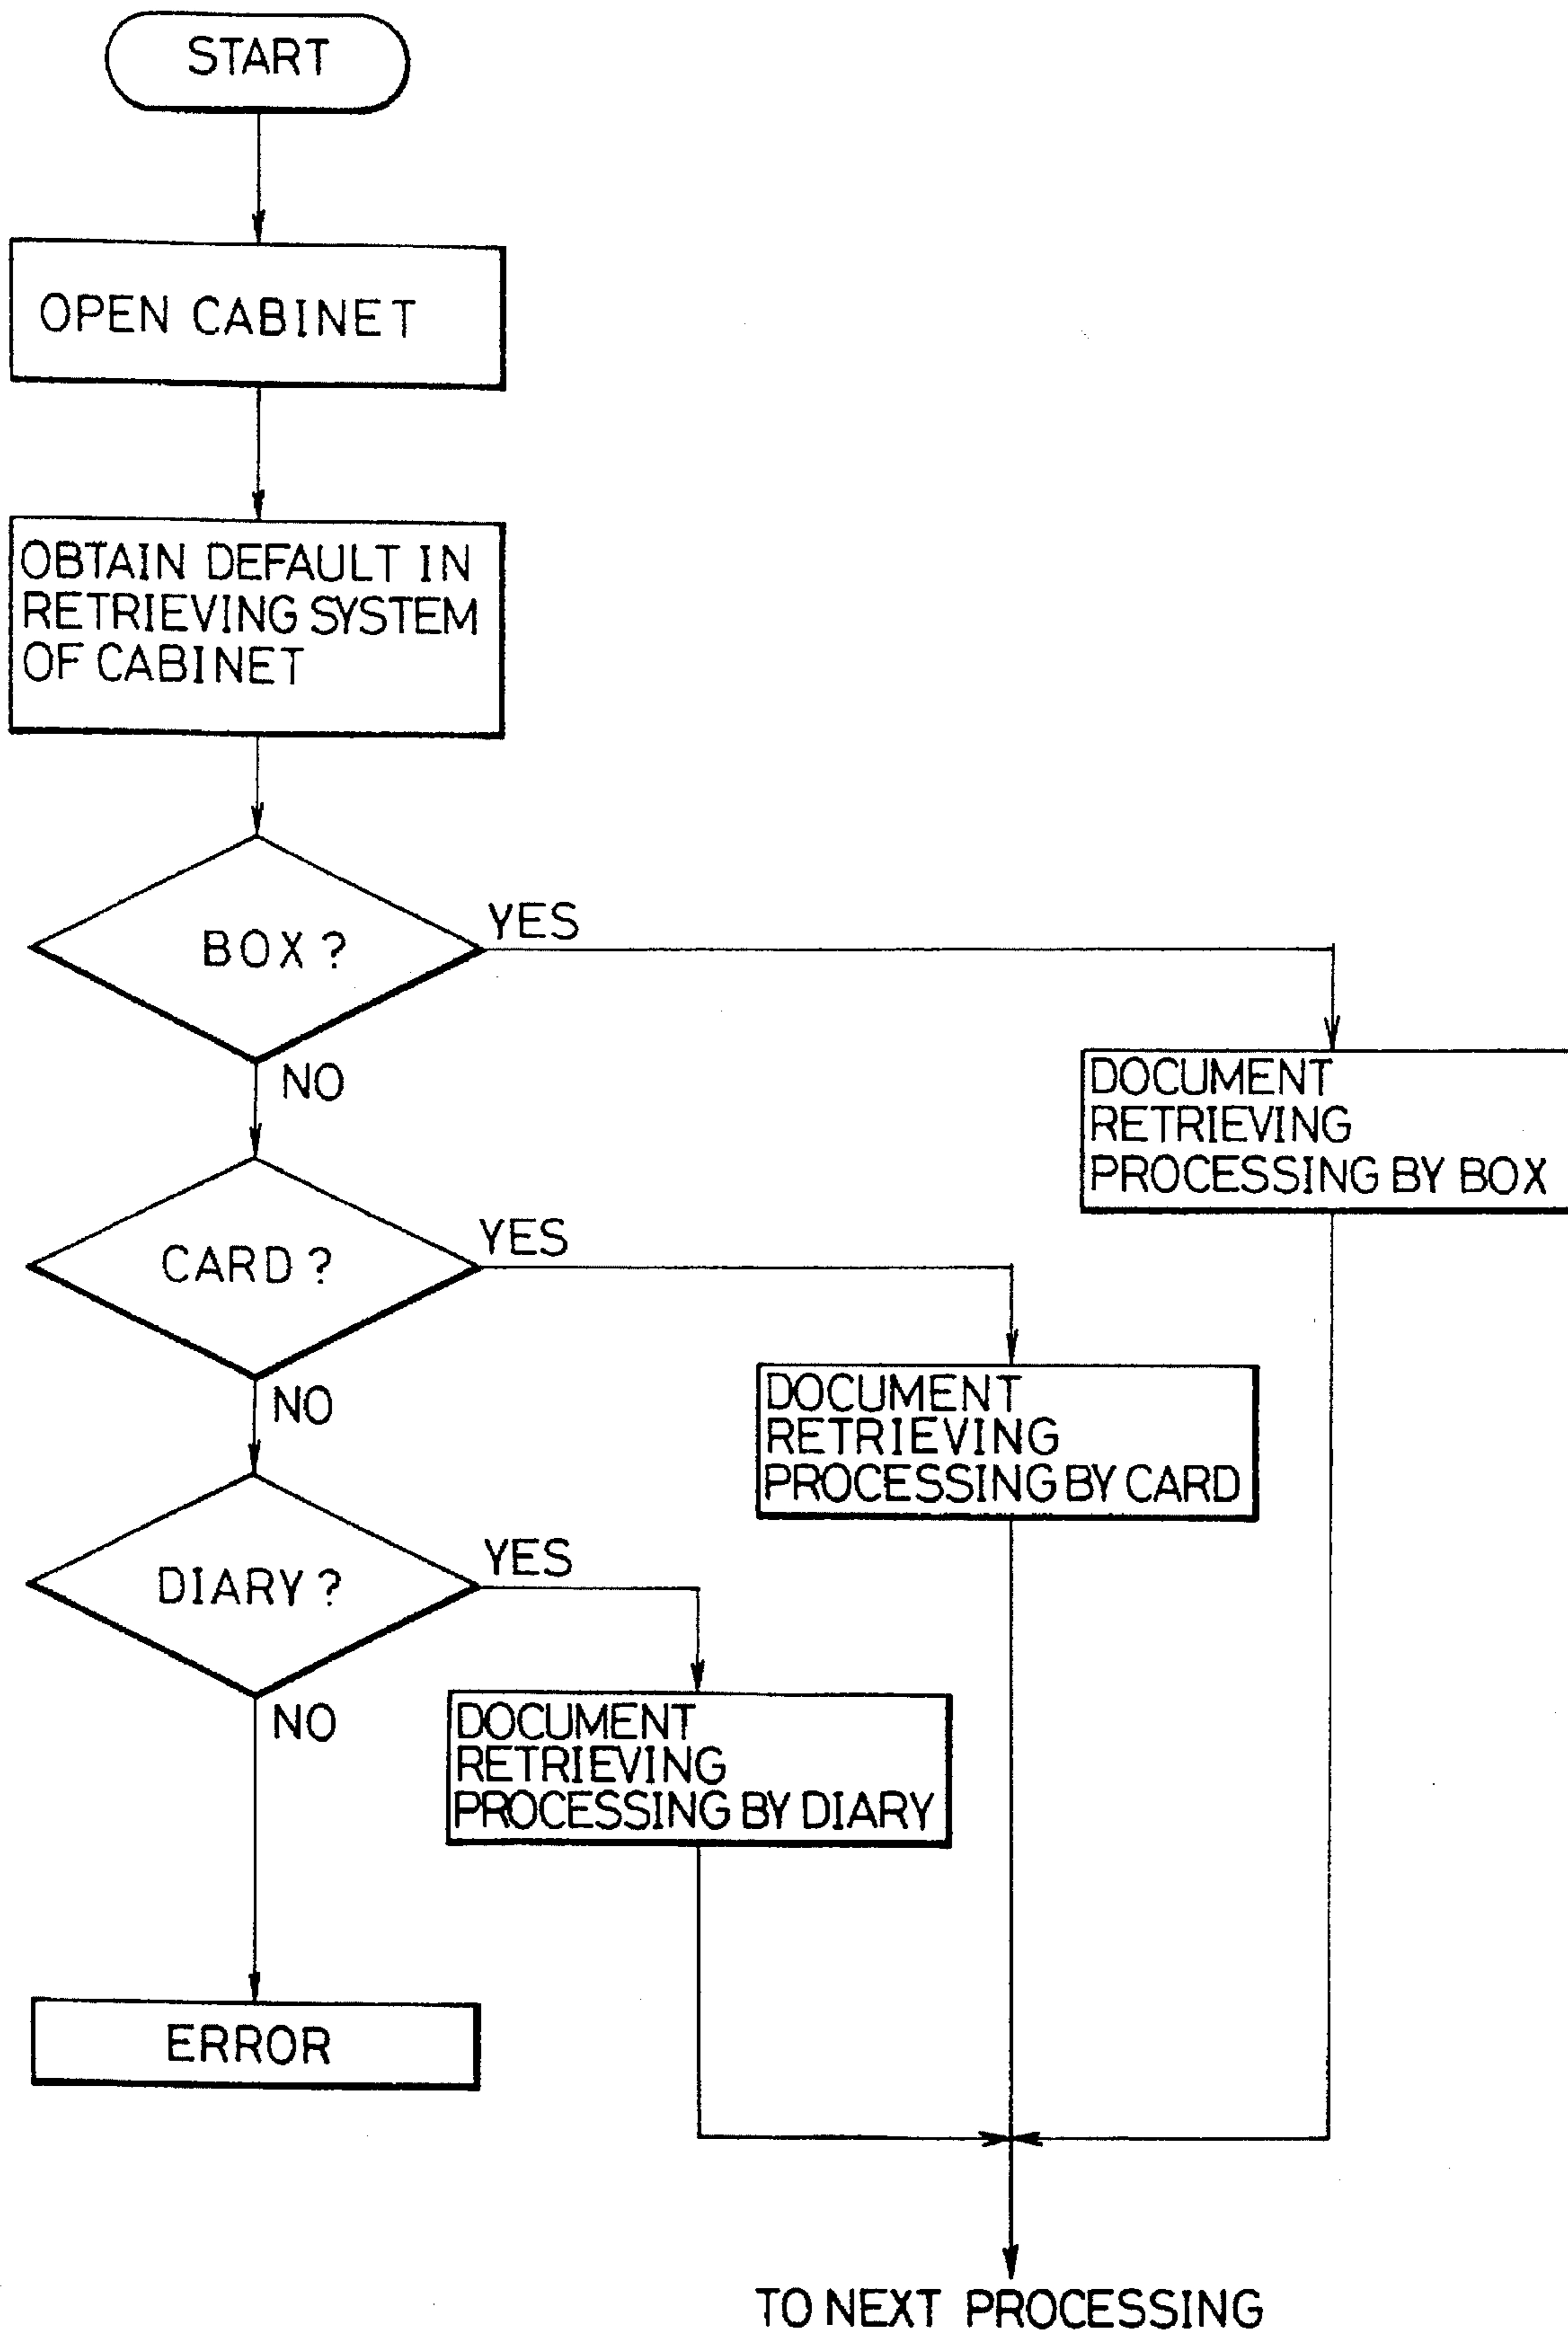 START
OPEN CABINET
OBTAIN DEFAULT IN
RETRIEVING SYSTEM
OF CABINET
BOX ?
YES
NO
DOCUMENT
RETRIEVING
PROCESSING BY BOX
CARD ?
YES
NO
DOCUMENT
RETRIEVING
PROCESSING BY CARD
DIARY ?
YES
NO
DOCUMENT
RETRIEVING
PROCESSING BY DIARY
ERROR
TO NEXT PROCESSING